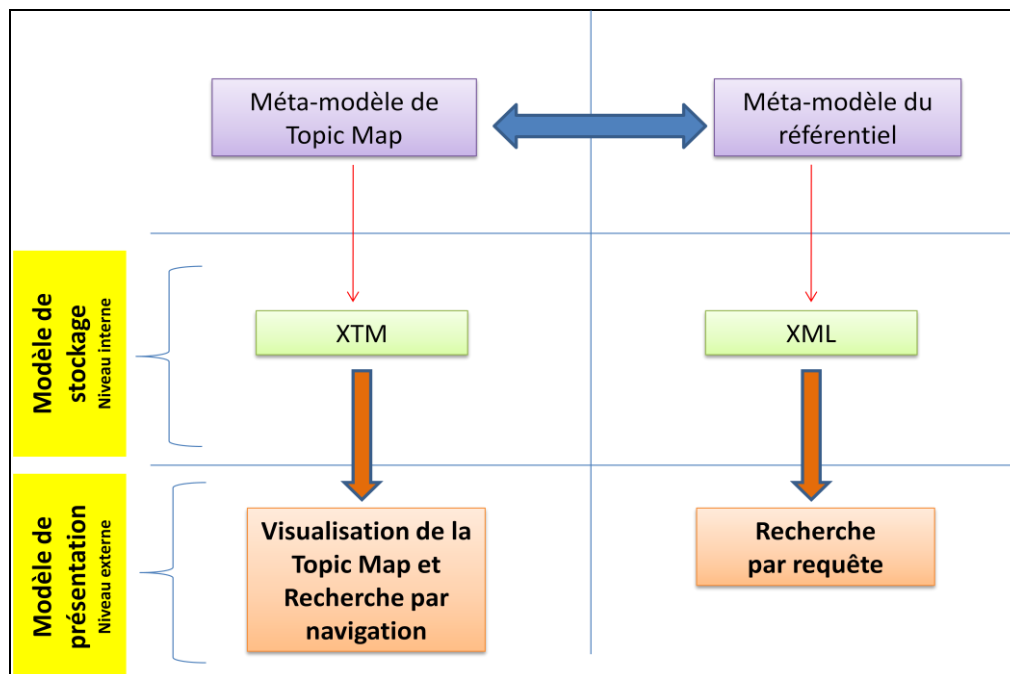 Méta-modèle de
Topic Map
Méta-modèle du
référentiel
Modèle de
stockage
Niveau interne
XTM
XML
Modèle de
présentation
Niveau externe
Visualisation de la
Topic Map et
Recherche par
navigation
Recherche
par requête